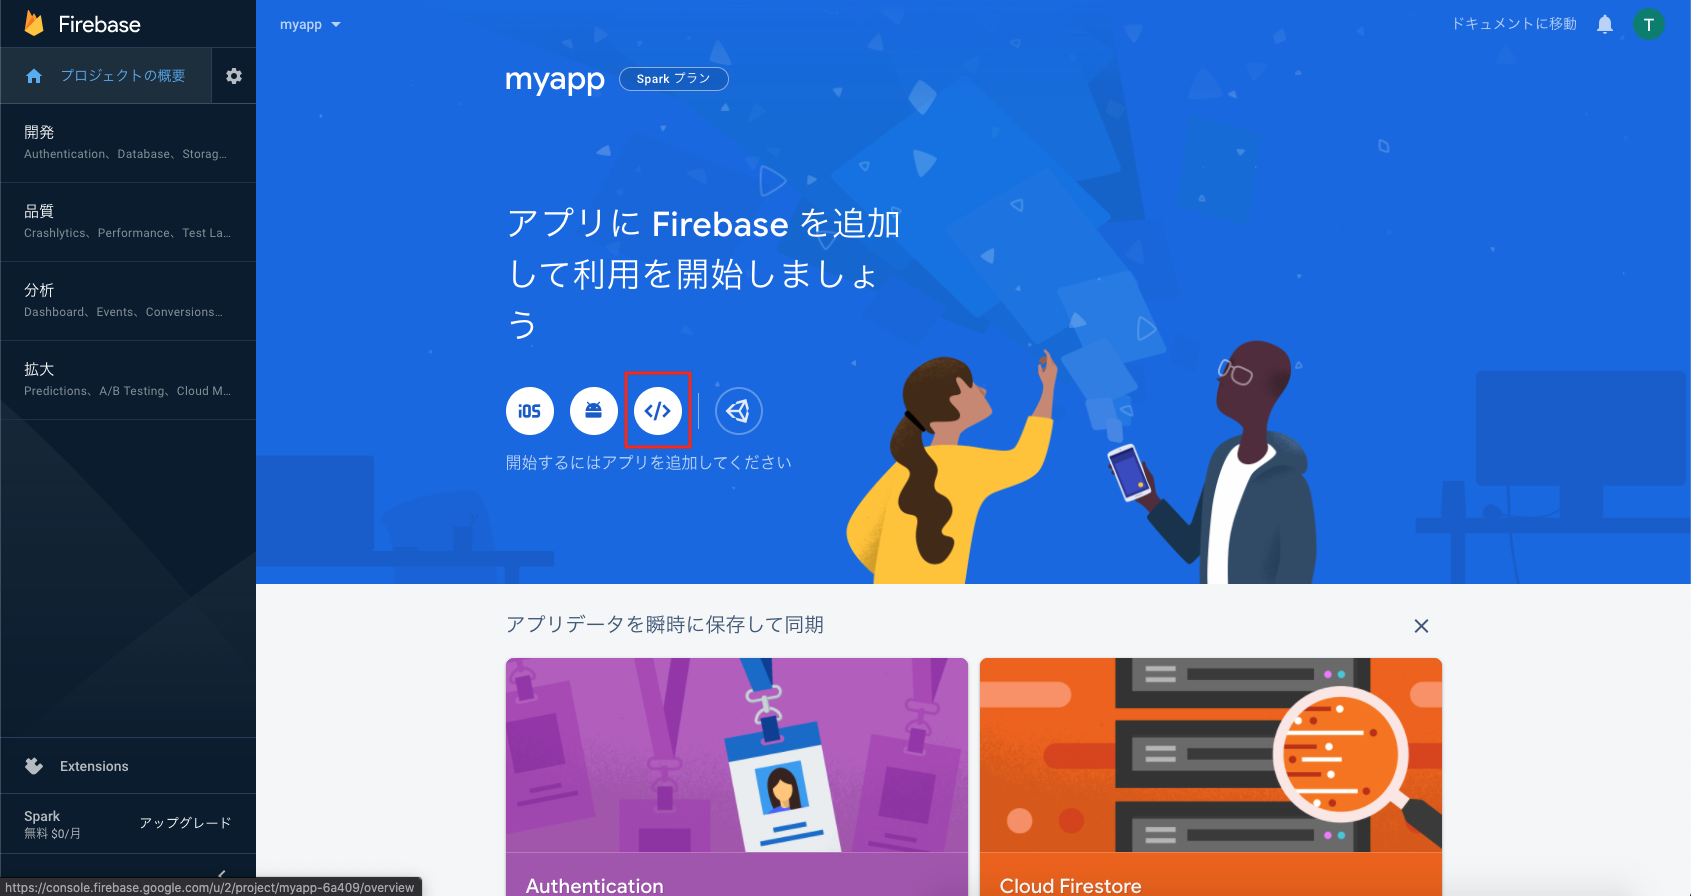 Firebase
プロジェクトの概要
開発
Authentication、Database、Storag...
品質
Crashlytics、Performance、Test La...
分析
Dashboard、Events、Conversions...
拡大
Predictions、A/B Testing、Cloud M...
Extensions
Spark
無料 $0/月
アップグレード
https://console.firebase.google.com/u/2/project/myapp-6a409/overview
myapp
ドキュメントに移動
T
myapp
Spark プラン
アプリに Firebase を追加
して利用を開始しましょ
う
iOS
</>
開始するにはアプリを追加してください
アプリデータを瞬時に保存して同期
Authentication
Cloud Firestore